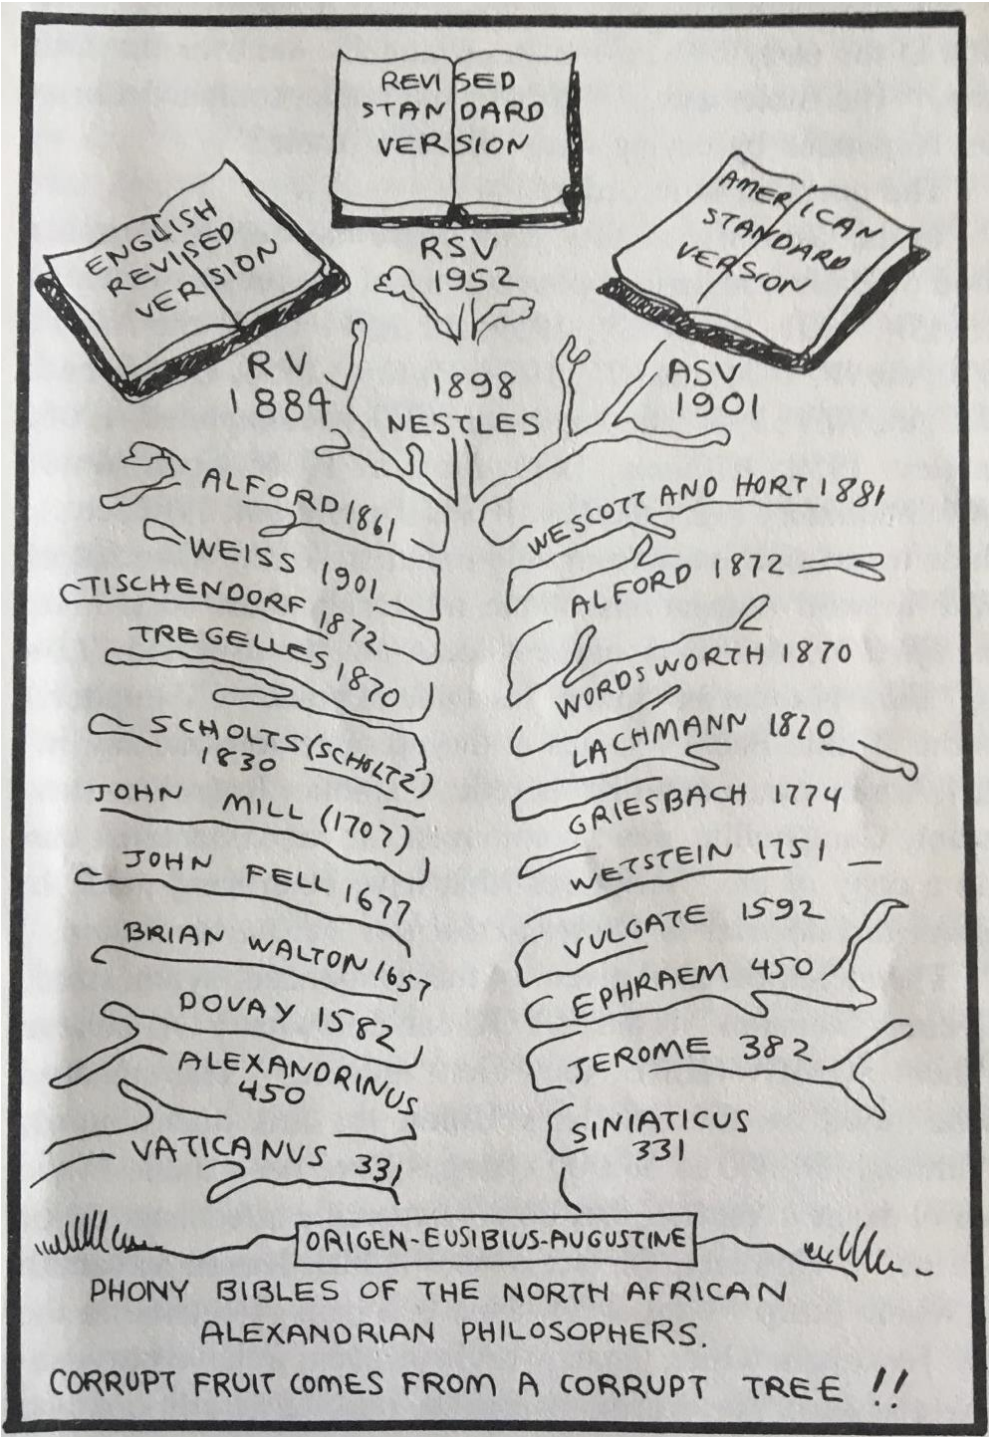 REVISED
STANDARD
VERSION
ENGLISH
REVISED
VERSION
AMERICAN
STANDARD
VERSION
RSV
1952
RV
1884
1898
NESTLES
ASV
1901
ALFORD 1861
WEISS 1901
TISCHENDORF 1872
TREGELLES 1870
SCHOLTS (SCHOLTZ)
1830
JOHN MILL (1707)
JOHN FELL 1677
BRIAN WALTON 1657
DOVAY 1582
ALEXANDRINUS
450
VATICANUS 331
WESCOTT AND HORT 1881
ALFORD 1872
WORDSWORTH 1870
LACHMANN 1820
GRIESBACH 1774
WETSTEIN 1751
VULGATE 1592
EPHRAEM 450
JEROME 382
SINIATICUS
331
ORIGEN-EUSIBIUS-AUGUSTINE
PHONY BIBLES OF THE NORTH AFRICAN
ALEXANDRIAN PHILOSOPHERS.
CORRUPT FRUIT COMES FROM A CORRUPT TREE !!